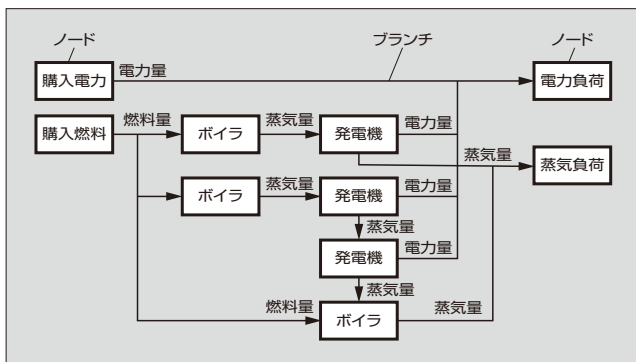 ノード
ブランチ
ノード
購入電力
電力量
電力負荷
購入燃料
燃料量
ボイラ
蒸気量
発電機
電力量
蒸気量
蒸気負荷
ボイラ
蒸気量
発電機
電力量
蒸気量
発電機
電力量
蒸気量
燃料量
ボイラ
蒸気量